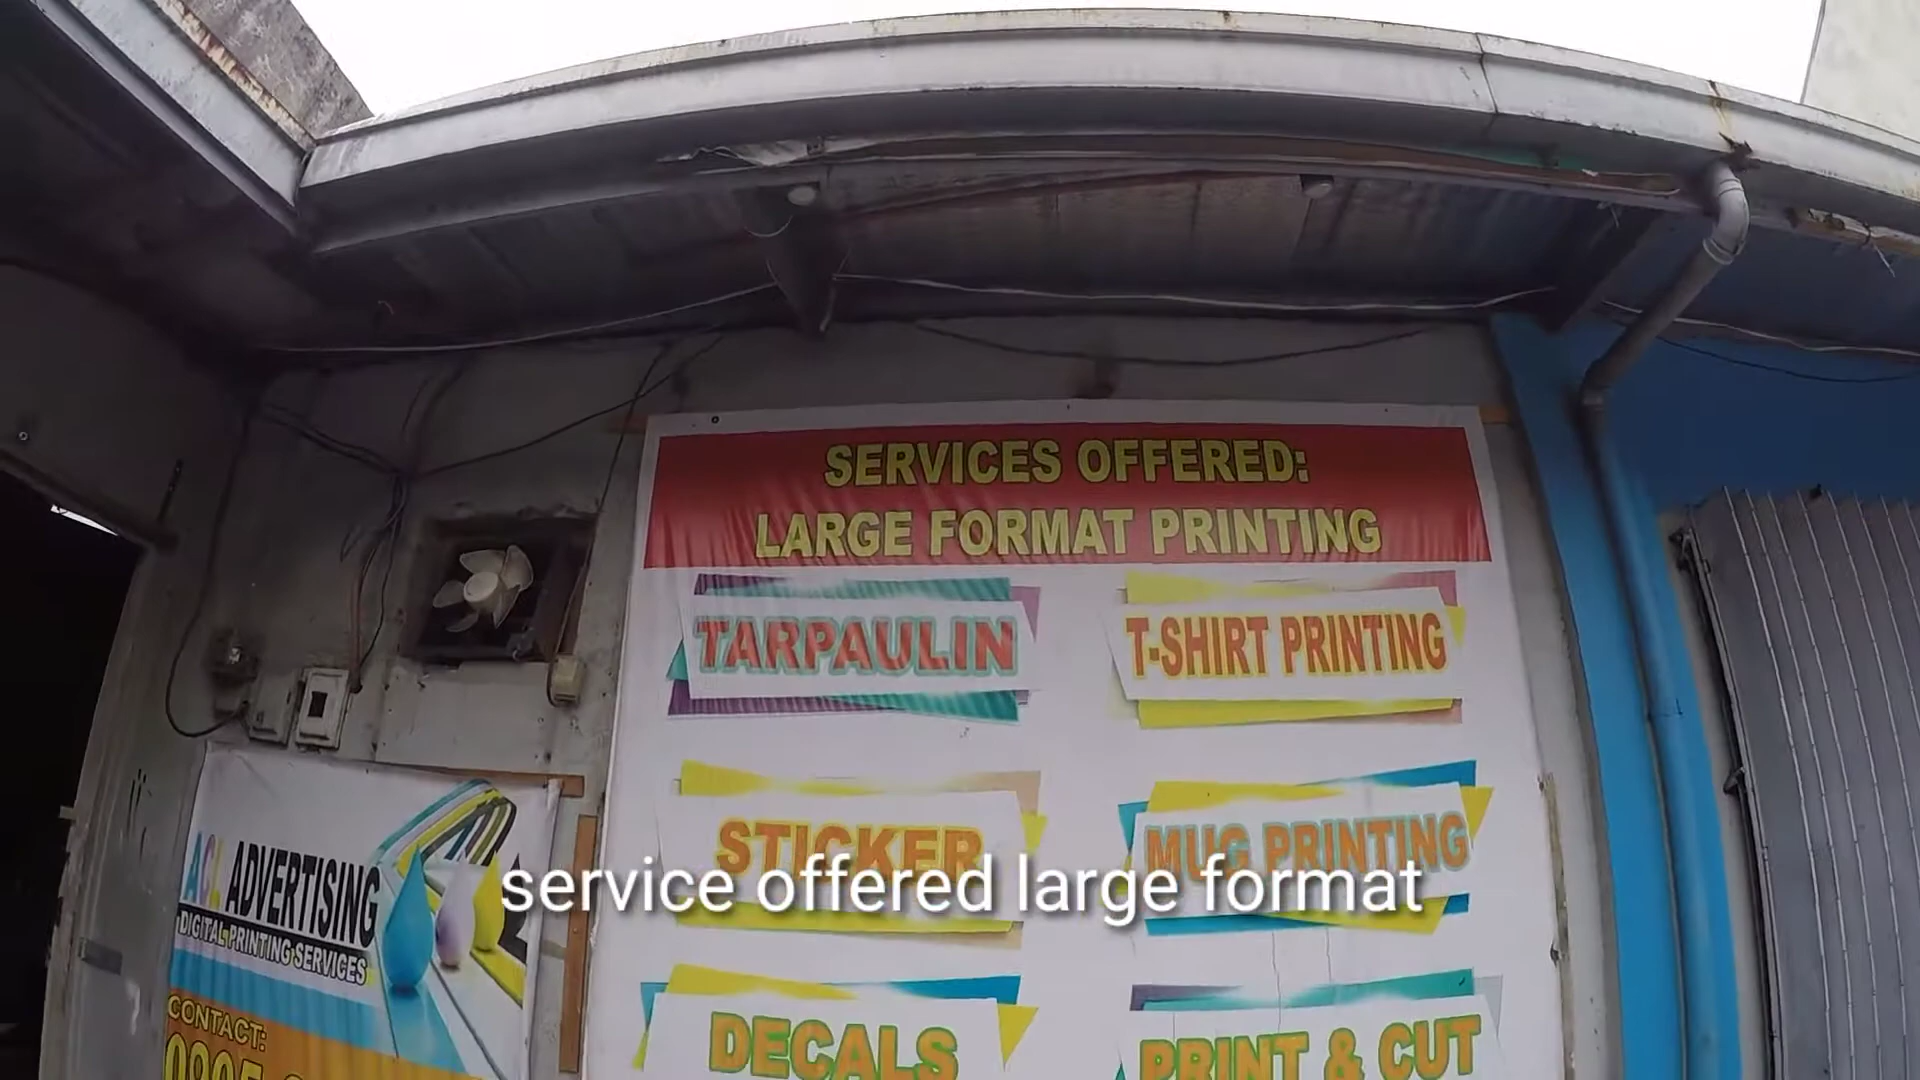 SERVICES OFFERED:
LARGE FORMAT PRINTING
TARPAULIN
T-SHIRT PRINTING
STICKER
MUG PRINTING
service offered large format
DECALS
PRINT & CUT
ACL ADVERTISING
DIGITAL PRINTING SERVICES
CONTACT: